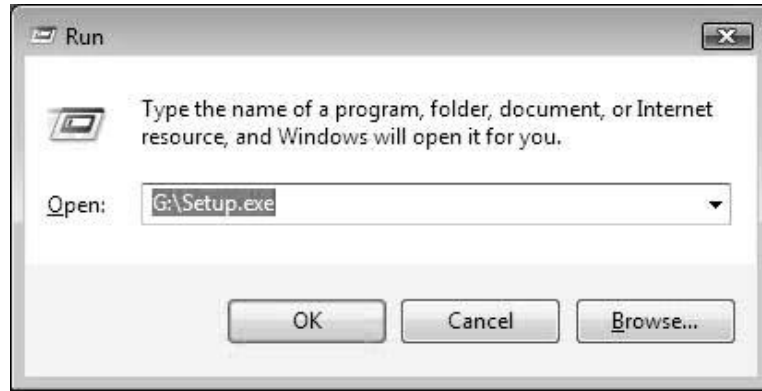 Run
Type the name of a program, folder, document, or Internet
resource, and Windows will open it for you.
Open: G:\Setup.exe
OK Cancel Browse...